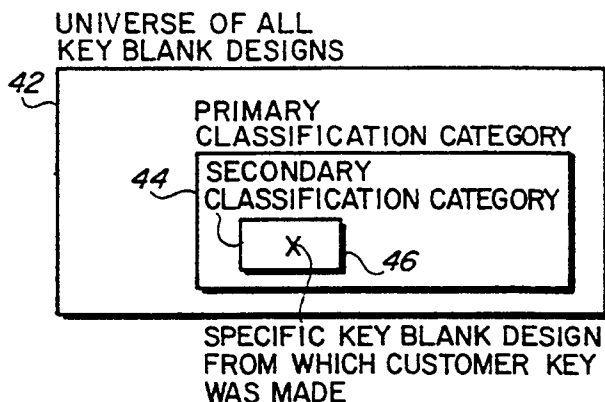 UNIVERSE OF ALL
KEY BLANK DESIGNS
42
PRIMARY
CLASSIFICATION CATEGORY
44
SECONDARY
CLASSIFICATION CATEGORY
X
46
SPECIFIC KEY BLANK DESIGN
FROM WHICH CUSTOMER KEY
WAS MADE